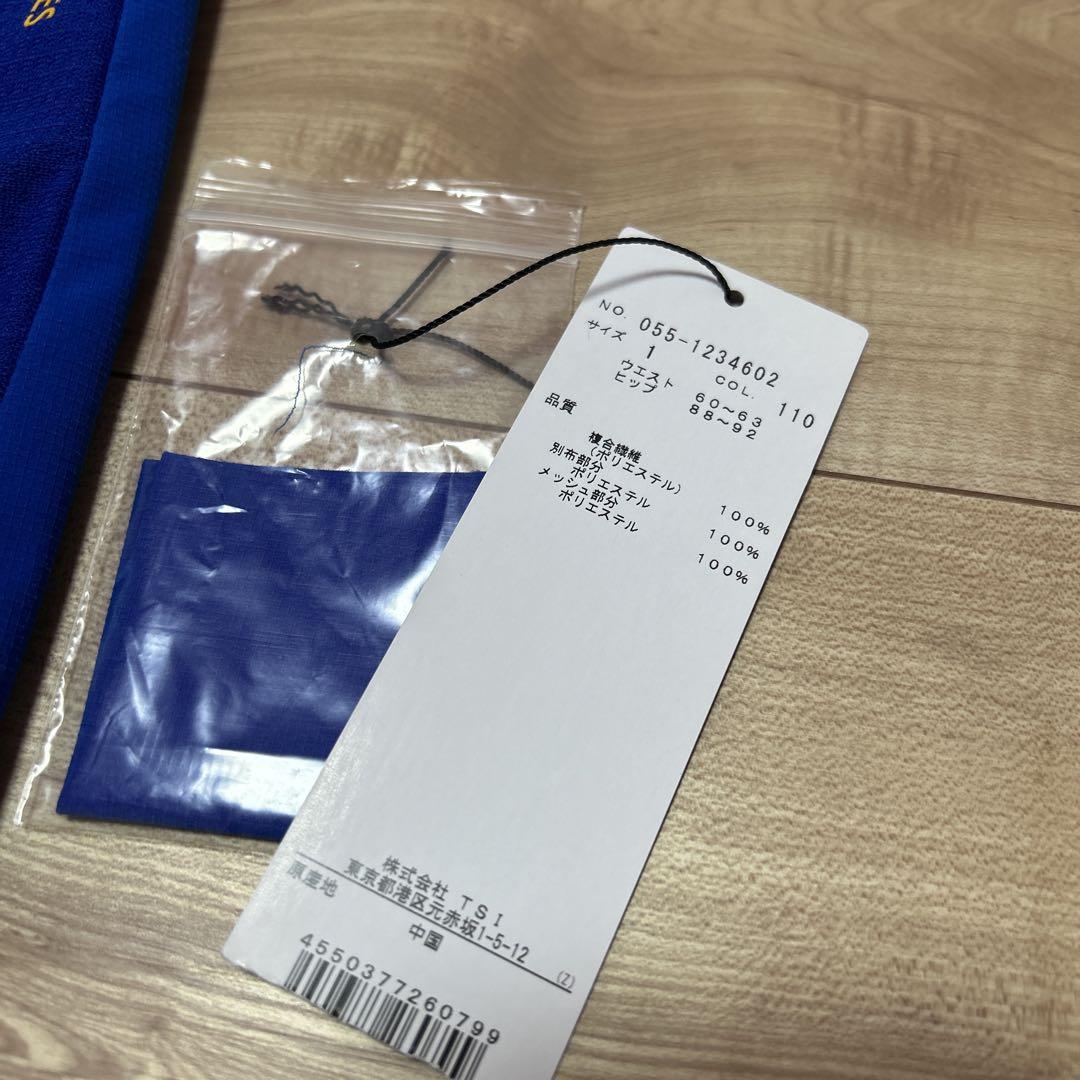 ES
NO. 055-1234602
サイズ 1 COL. 110
ウエスト 60~63
ヒップ 88~92
品質
複合繊維
(ポリエステル) 100%
別布部分
ポリエステル 100%
メッシュ部分
ポリエステル 100%
株式会社 TSI
東京都港区元赤坂1-5-12
原産地 中国 (Z)
4550377260799